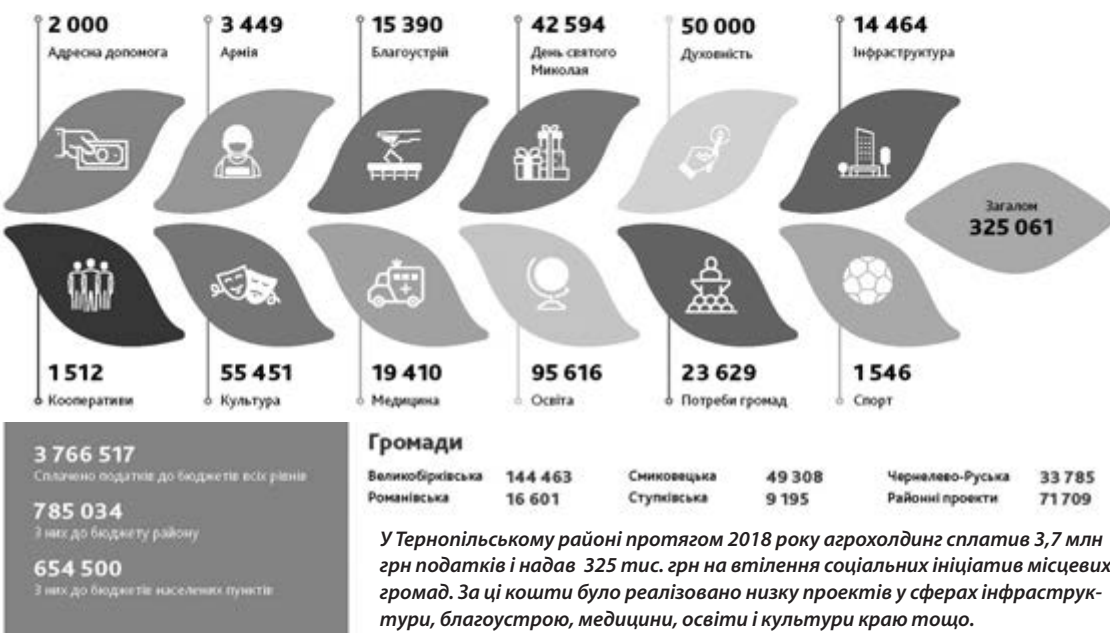 2 000
Адресна допомога
3 449
Армія
15 390
Благоустрій
42 594
День святого
Миколая
50 000
Духовність
14 464
Інфраструктура
Загалом
325 061
1 512
Кооперативи
55 451
Культура
19 410
Медицина
95 616
Освіта
23 629
Потреби громад
1 546
Спорт
3 766 517
Сплачено податків до бюджетів всіх рівнів
785 034
З них до бюджету району
654 500
З них до бюджетів населених пунктів
Громади
Великобірківська 144 463 Смиковецька 49 308 Чернелево-Руська 33 785
Романівська 16 601 Ступківська 9 195 Районні проекти 71 709
У Тернопільському районі протягом 2018 року агрохолдинг сплатив 3,7 млн
грн податків і надав 325 тис. грн на втілення соціальних ініціатив місцевих
громад. За ці кошти було реалізовано низку проектів у сферах інфраструк-
тури, благоустрою, медицини, освіти і культури краю тощо.